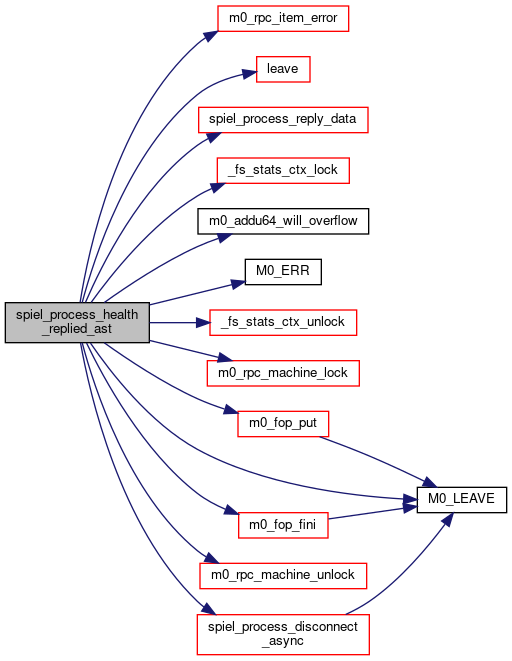 m0_rpc_item_error
leave
spiel_process_reply_data
_fs_stats_ctx_lock
m0_addu64_will_overflow
M0_ERR
spiel_process_health
_replied_ast
_fs_stats_ctx_unlock
m0_rpc_machine_lock
m0_fop_put
M0_LEAVE
m0_fop_fini
m0_rpc_machine_unlock
spiel_process_disconnect
_async